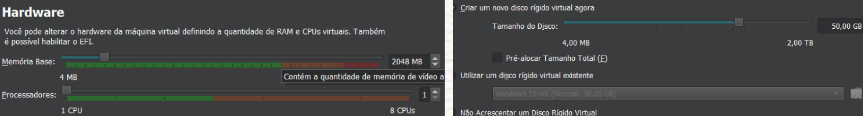 Hardware
Você pode alterar o hardware da máquina virtual definindo a quantidade de RAM e CPUs virtuais. Também
é possível habilitar o EFI.
Memória Base:
2048 MB
4 MB
Contém a quantidade de memória de vídeo a
Processadores:
1
1 CPU
8 CPUs
Criar um novo disco rígido virtual agora
Tamanho do Disco:
50,00 GB
4,00 MB
2,00 TB
Pré-alocar Tamanho Total (F)
Utilizar um disco rígido virtual existente
Windows 10.vdi (Normal, 50,00 GB)
Não Acrescentar um Disco Rígido Virtual